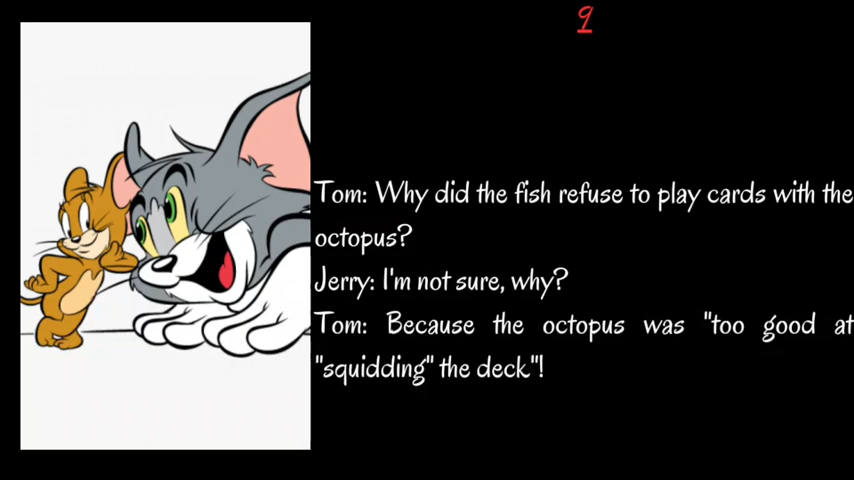 9
Tom: Why did the fish refuse to play cards with the
octopus?
Jerry: I'm not sure, why?
Tom: Because the octopus was "too good at
"squidding" the deck"!